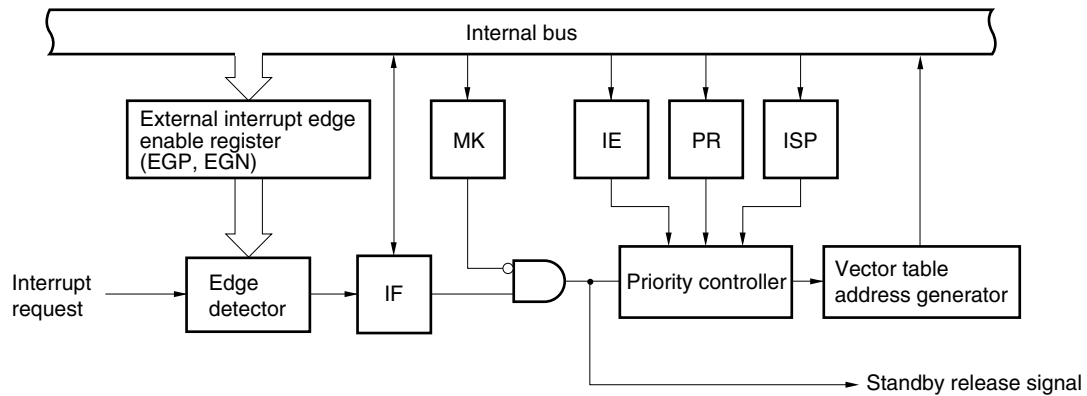 Internal bus
External interrupt edge
enable register
(EGP, EGN)
MK
IE
PR
ISP
Interrupt
request
Edge
detector
IF
Priority controller
Vector table
address generator
Standby release signal